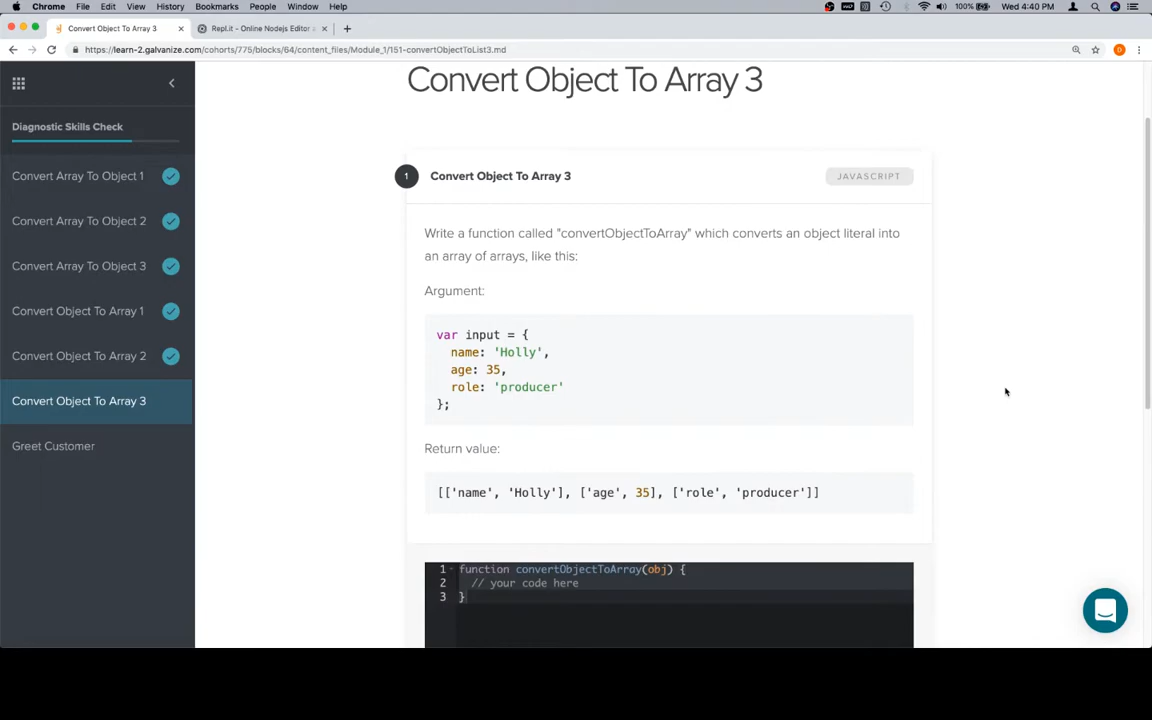 Chrome File Edit View History Bookmarks People Window Help 100% Wed 4:40 PM
Convert Object To Array 3 Repl.it - Online Nodejs Editor
https://learn-2.galvanize.com/cohorts/775/blocks/64/content_files/Module_1/151-convertObjectToList3.md
Convert Object To Array 3
Diagnostic Skills Check
Convert Array To Object 1
Convert Array To Object 2
Convert Array To Object 3
Convert Object To Array 1
Convert Object To Array 2
Convert Object To Array 3
Greet Customer
1 Convert Object To Array 3 JAVASCRIPT
Write a function called "convertObjectToArray" which converts an object literal into
an array of arrays, like this:
Argument:
var input = {
name: 'Holly',
age: 35,
role: 'producer'
};
Return value:
[['name', 'Holly'], ['age', 35], ['role', 'producer']]
1 function convertObjectToArray(obj) {
2 // your code here
3 }